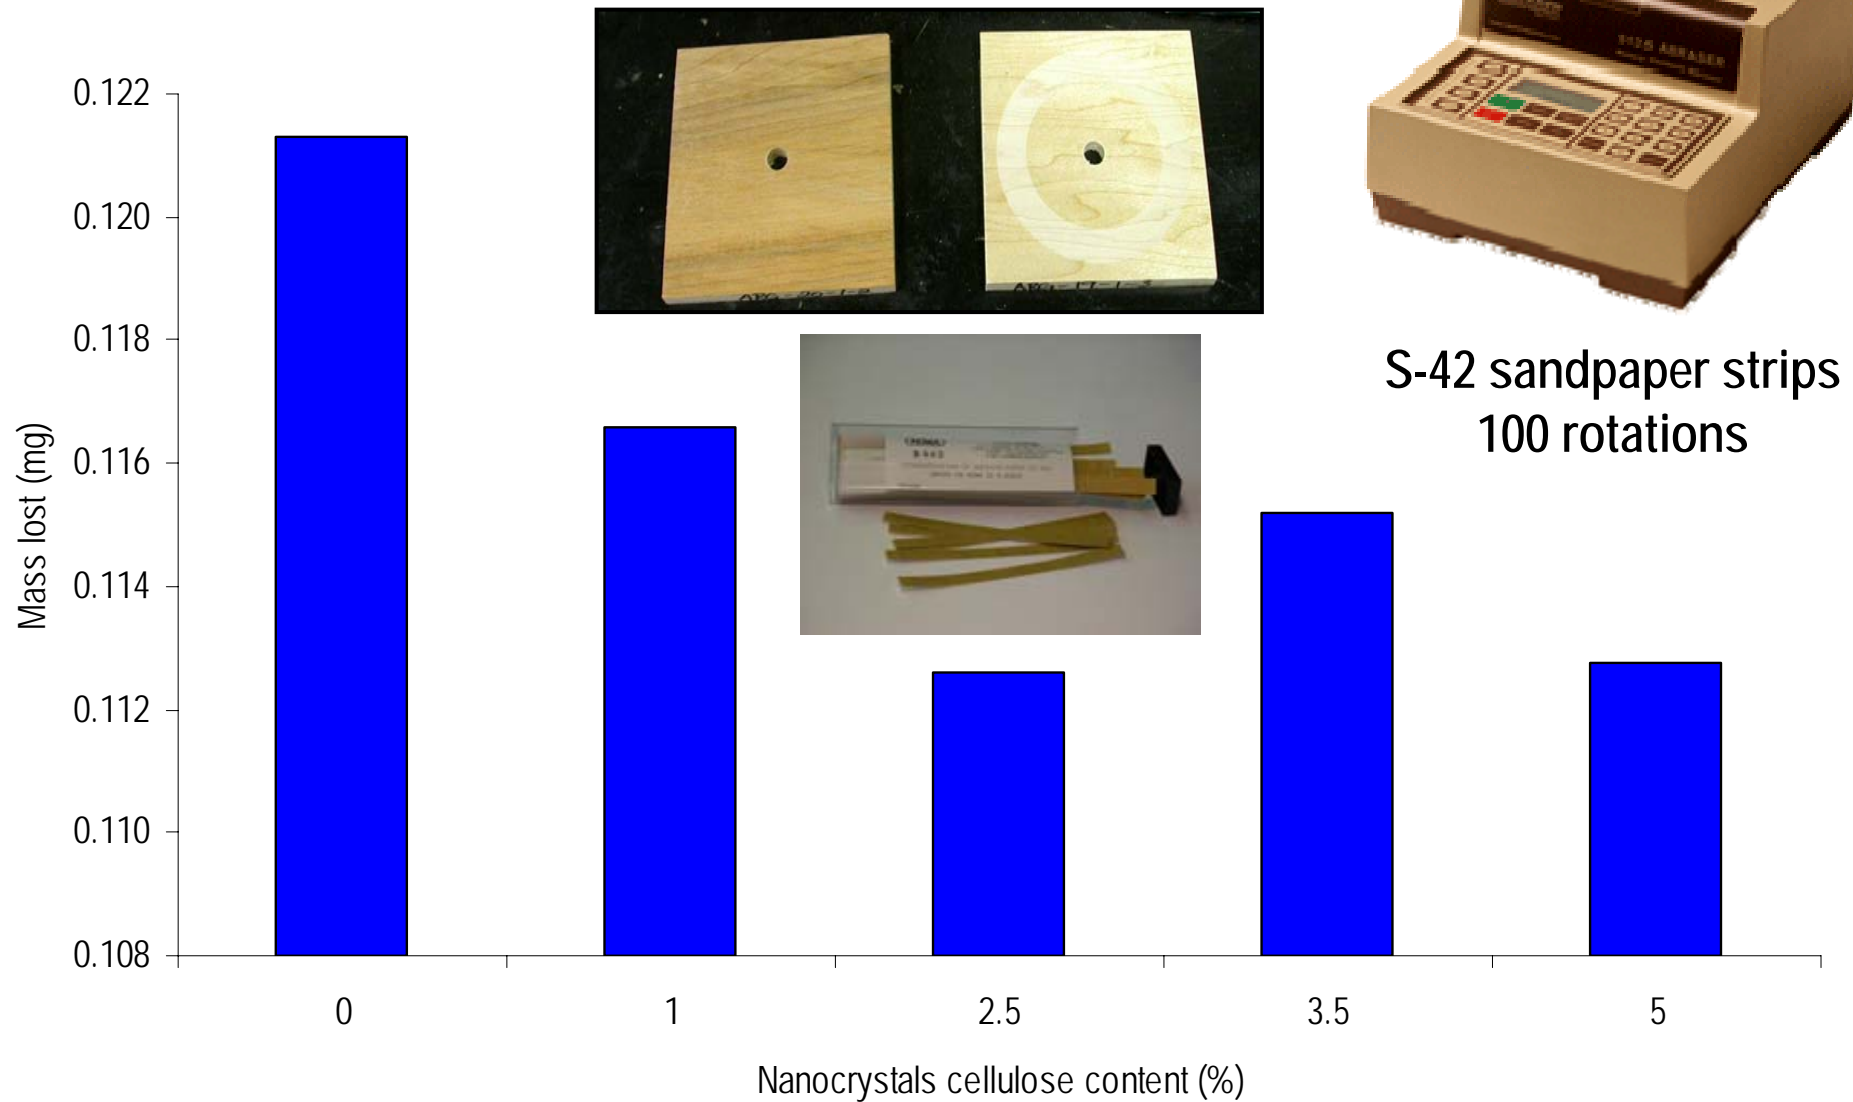 0.122
0.120
0.118
0.116
0.114
0.112
0.110
0.108
Mass lost (mg)
0
1
2.5
3.5
5
Nanocrystals cellulose content (%)
S-42 sandpaper strips
100 rotations
ABRASER